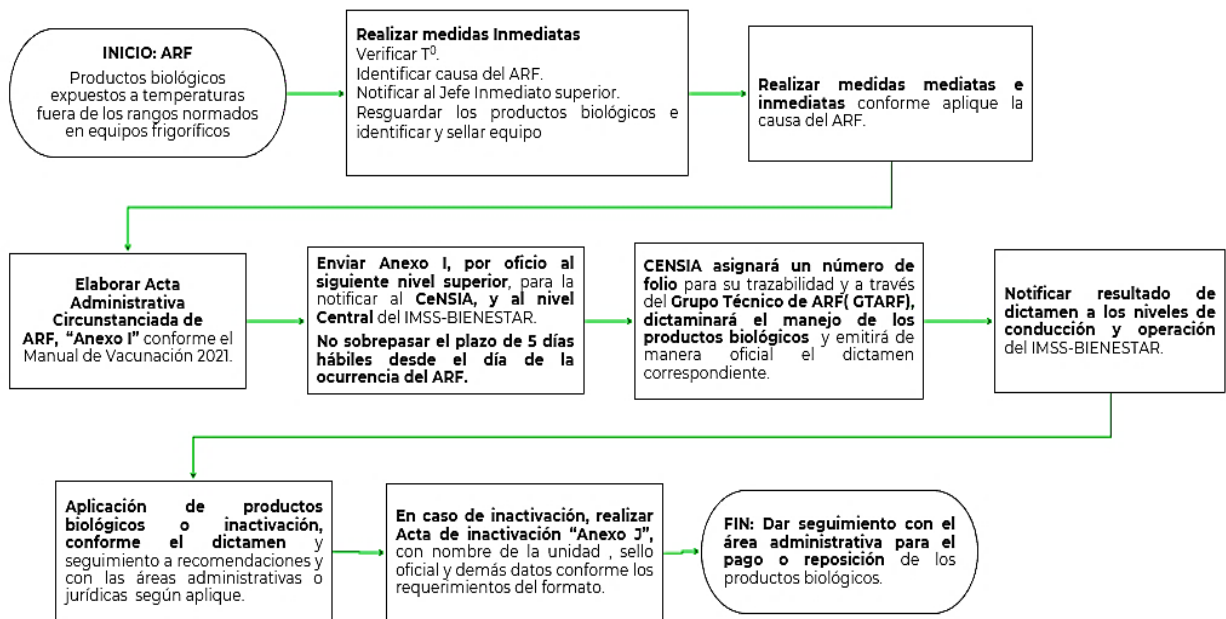 INICIO: ARF
Productos biológicos
expuestos a temperaturas
fuera de los rangos normados
en equipos frigoríficos
Realizar medidas Inmediatas
Verificar T⁰.
Identificar causa del ARF.
Notificar al Jefe Inmediato superior.
Resguardar los productos biológicos e
identificar y sellar equipo
Realizar medidas mediatas e
inmediatas conforme aplique la
causa del ARF.
Elaborar Acta
Administrativa
Circunstanciada de
ARF, “Anexo I” conforme el
Manual de Vacunación 2021.
Enviar Anexo I, por oficio al
siguiente nivel superior, para la
notificar al CeNSIA, y al nivel
Central del IMSS-BIENESTAR.
No sobrepasar el plazo de 5 días
hábiles desde el día de la
ocurrencia del ARF.
CENSIA asignará un número de
folio para su trazabilidad y a través
del Grupo Técnico de ARF( GTARF),
dictaminará el manejo de los
productos biológicos y emitirá de
manera oficial el dictamen
correspondiente.
Notificar resultado de
dictamen a los niveles de
conducción y operación
del IMSS-BIENESTAR.
Aplicación de productos
biológicos o inactivación,
conforme el dictamen y
seguimiento a recomendaciones y
con las áreas administrativas o
jurídicas según aplique.
En caso de inactivación, realizar
Acta de inactivación “Anexo J”,
con nombre de la unidad , sello
oficial y demás datos conforme los
requerimientos del formato.
FIN: Dar seguimiento con el
área administrativa para el
pago o reposición de los
productos biológicos.